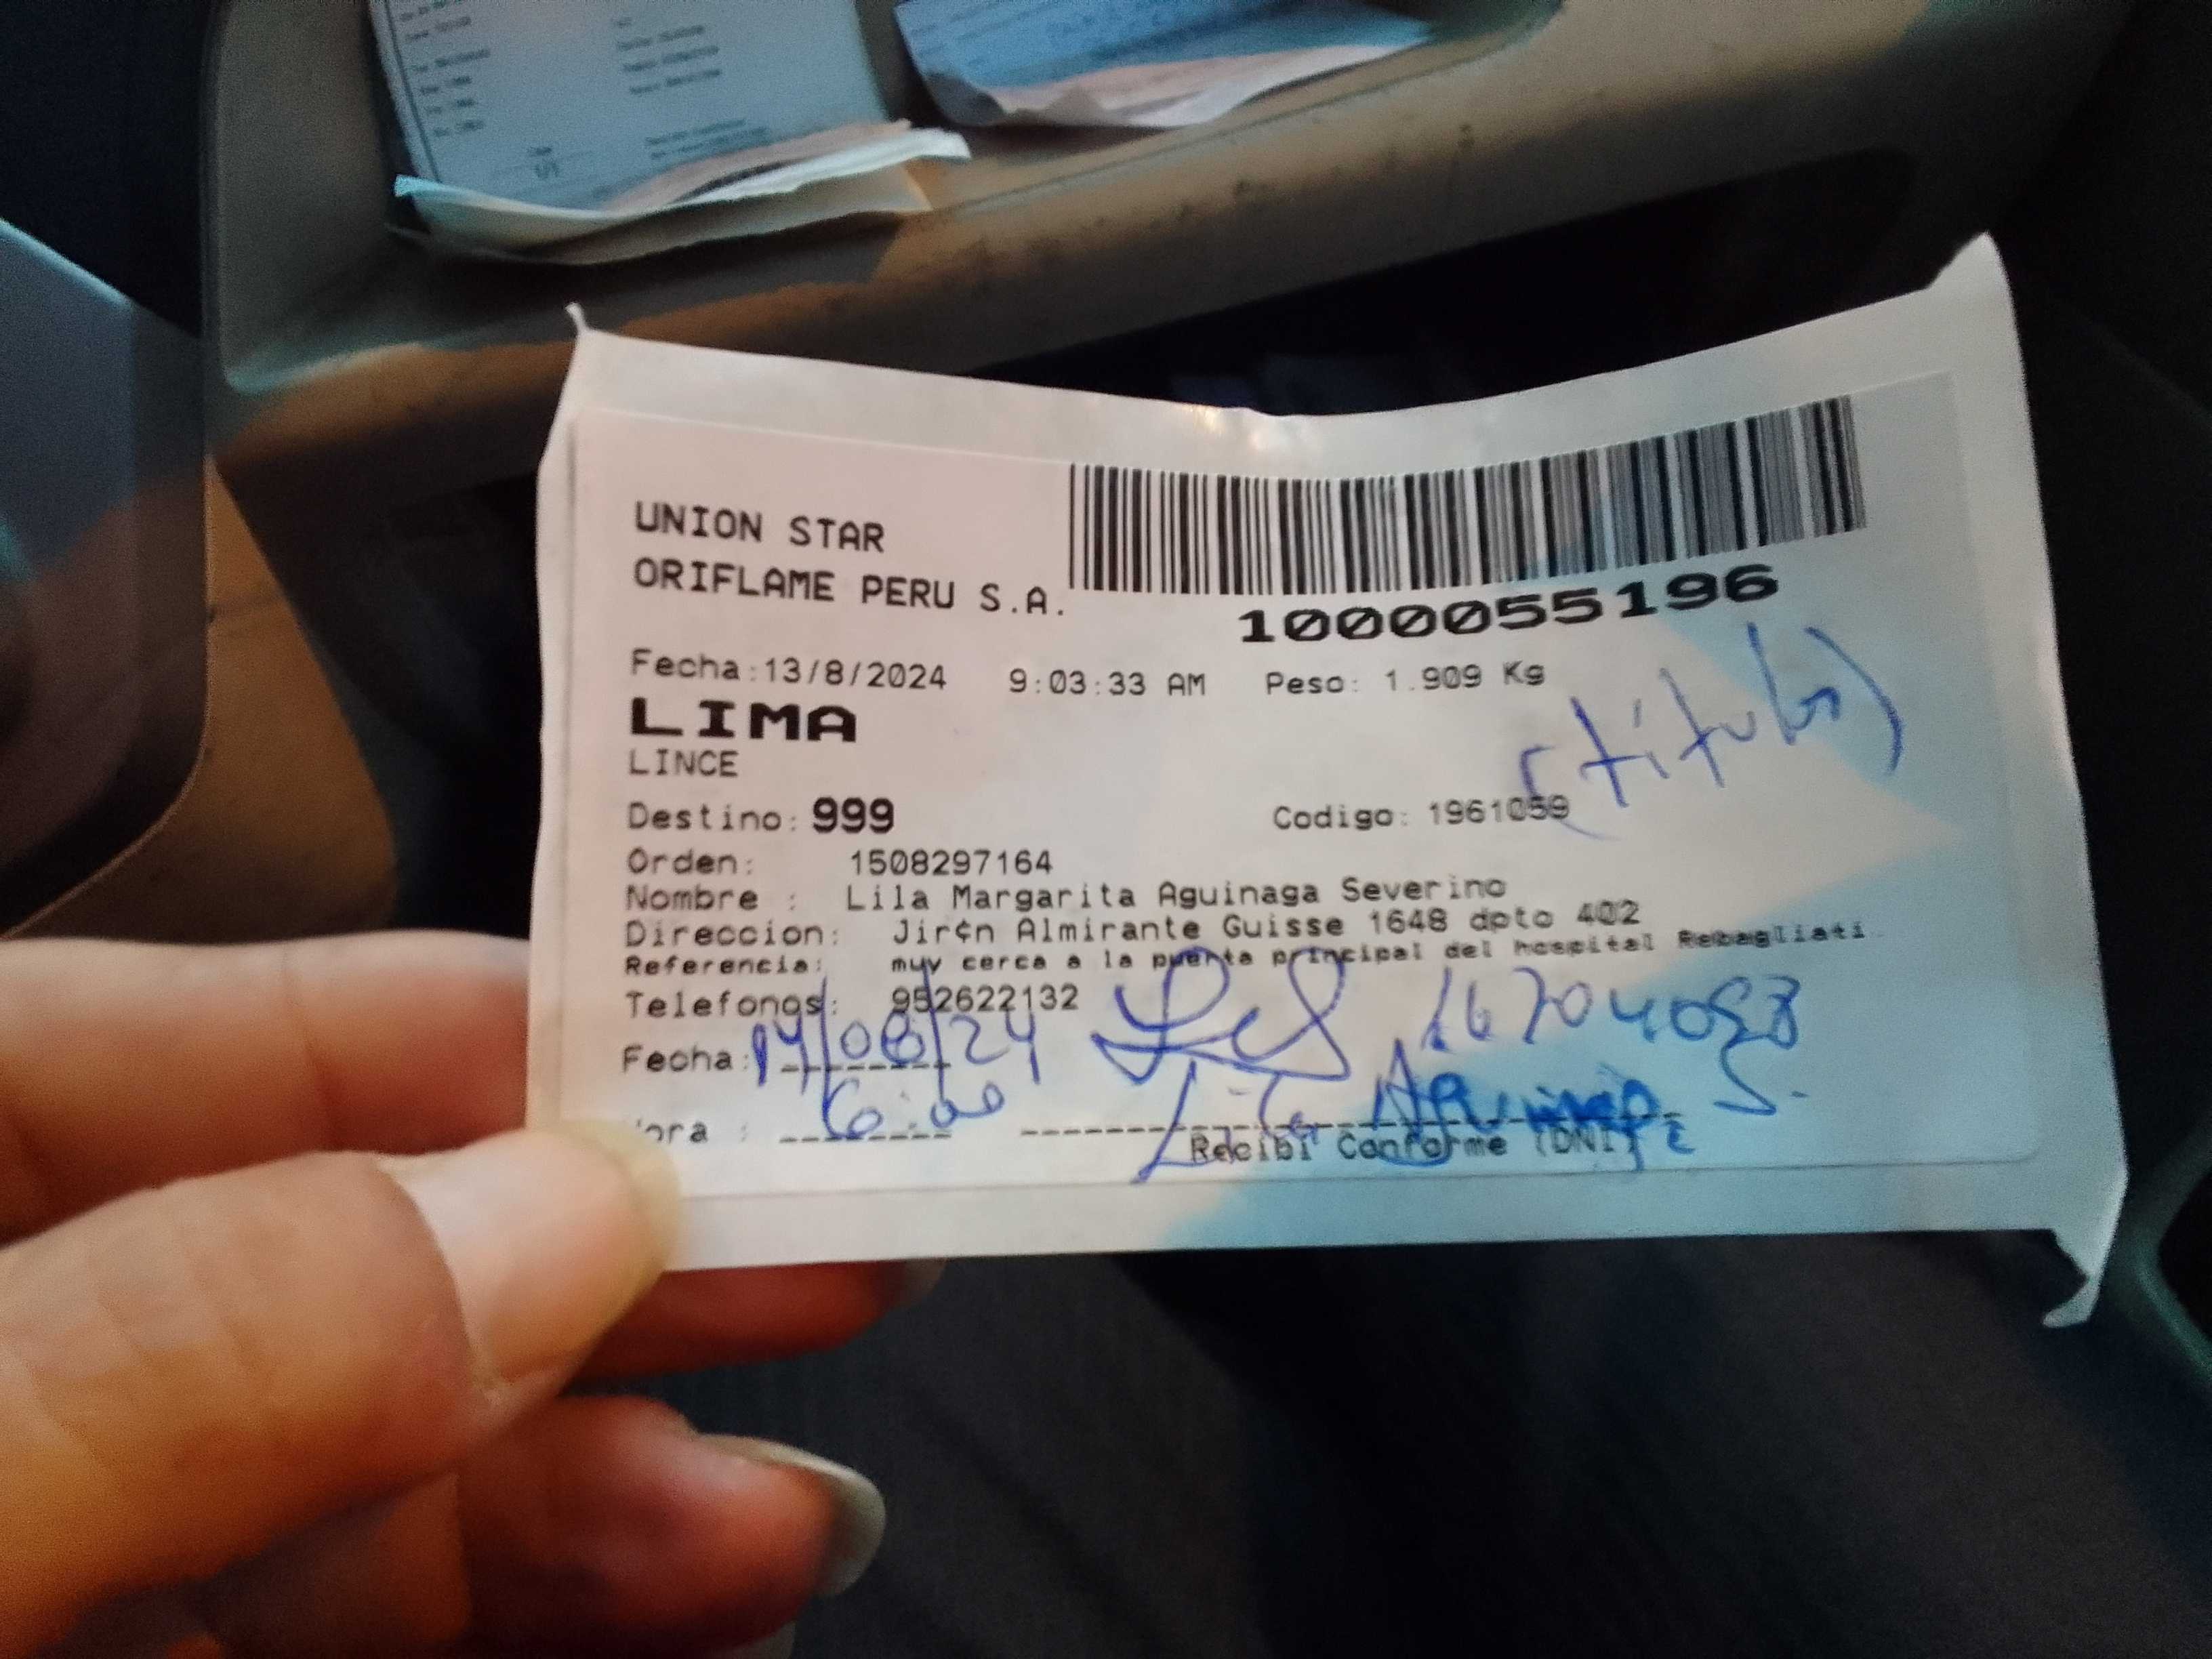 UNION STAR
ORIFLAME PERU S.A.
1000055196
Fecha:13/8/2024 9:03:33 AM Peso: 1.909 Kg
LIMA
(titular)
LINCE
Destino: 999 Codigo: 1961059
Orden: 1508297164
Nombre : Lila Margarita Aguinaga Severino
Direccion: Jir¢n Almirante Guisse 1648 dpto 402
Referencia: muy cerca a la puerta principal del hospital Rebagliati
Telefonos: 952622132
Fecha: 14/08/24
Lila Aguinaga S.
ora : 6:00
Recibi Conforme (DNI)